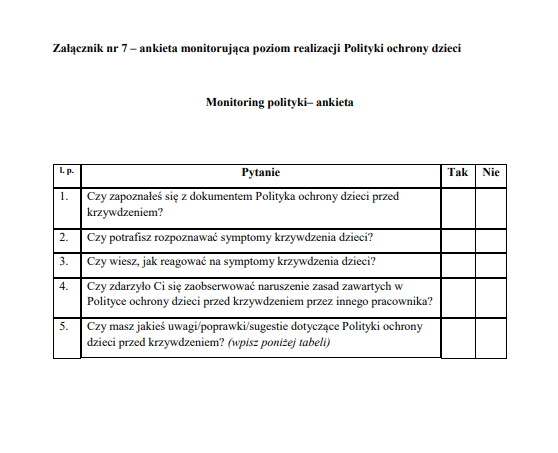 Załącznik nr 7 – ankieta monitorująca poziom realizacji Polityki ochrony dzieci
Monitoring polityki– ankieta
l. p. Pytanie Tak Nie
1. Czy zapoznałeś się z dokumentem Polityka ochrony dzieci przed
krzywdzeniem?
2. Czy potrafisz rozpoznawać symptomy krzywdzenia dzieci?
3. Czy wiesz, jak reagować na symptomy krzywdzenia dzieci?
4. Czy zdarzyło Ci się zaobserwować naruszenie zasad zawartych w
Polityce ochrony dzieci przed krzywdzeniem przez innego pracownika?
5. Czy masz jakieś uwagi/poprawki/sugestie dotyczące Polityki ochrony
dzieci przed krzywdzeniem? (wpisz poniżej tabeli)